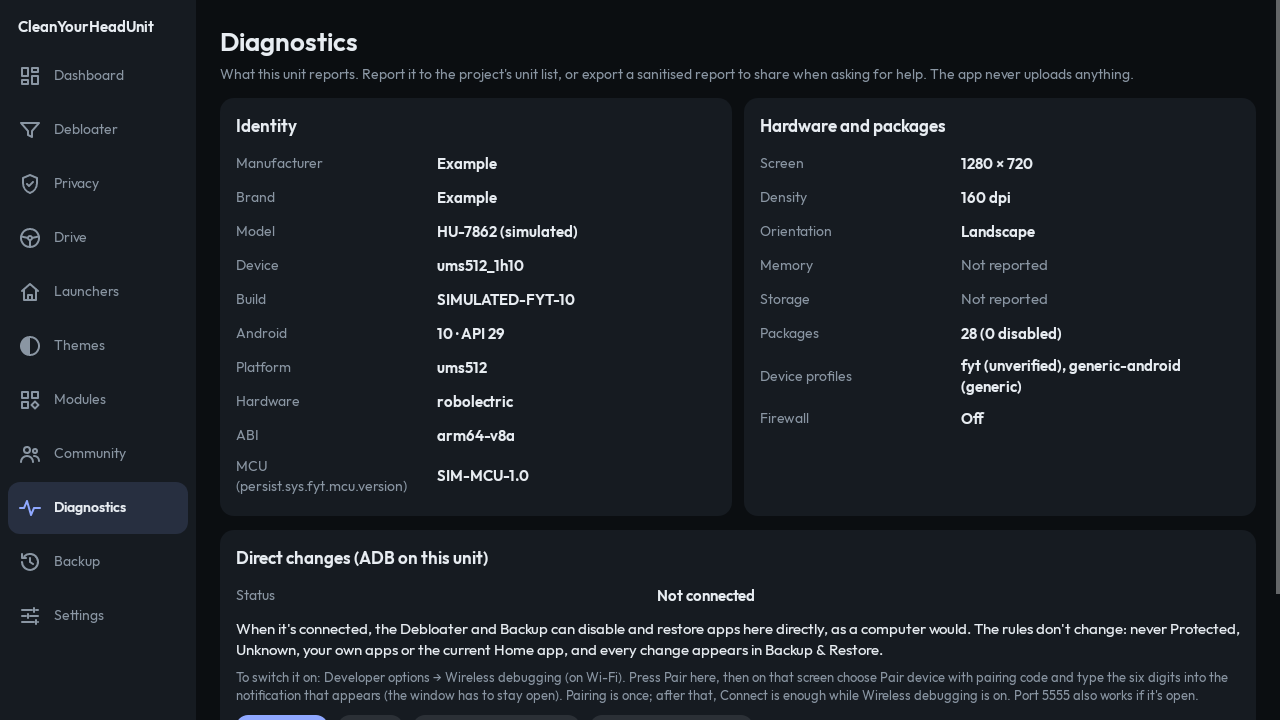 CleanYourHeadUnit
Dashboard
Debloater
Privacy
Drive
Launchers
Themes
Modules
Community
Diagnostics
Backup
Settings
Diagnostics
What this unit reports. Report it to the project's unit list, or export a sanitised report to share when asking for help. The app never uploads anything.
Identity
Manufacturer Example
Brand Example
Model HU-7862 (simulated)
Device ums512_1h10
Build SIMULATED-FYT-10
Android 10 · API 29
Platform ums512
Hardware robolectric
ABI arm64-v8a
MCU
(persist.sys.fyt.mcu.version) SIM-MCU-1.0
Hardware and packages
Screen 1280 × 720
Density 160 dpi
Orientation Landscape
Memory Not reported
Storage Not reported
Packages 28 (0 disabled)
Device profiles fyt (unverified), generic-android
(generic)
Firewall Off
Direct changes (ADB on this unit)
Status Not connected
When it's connected, the Debloater and Backup can disable and restore apps here directly, as a computer would. The rules don't change: never Protected,
Unknown, your own apps or the current Home app, and every change appears in Backup & Restore.
To switch it on: Developer options → Wireless debugging (on Wi-Fi). Press Pair here, then on that screen choose Pair device with pairing code and type the six digits into the
notification that appears (the window has to stay open). Pairing is once; after that, Connect is enough while Wireless debugging is on. Port 5555 also works if it's open.